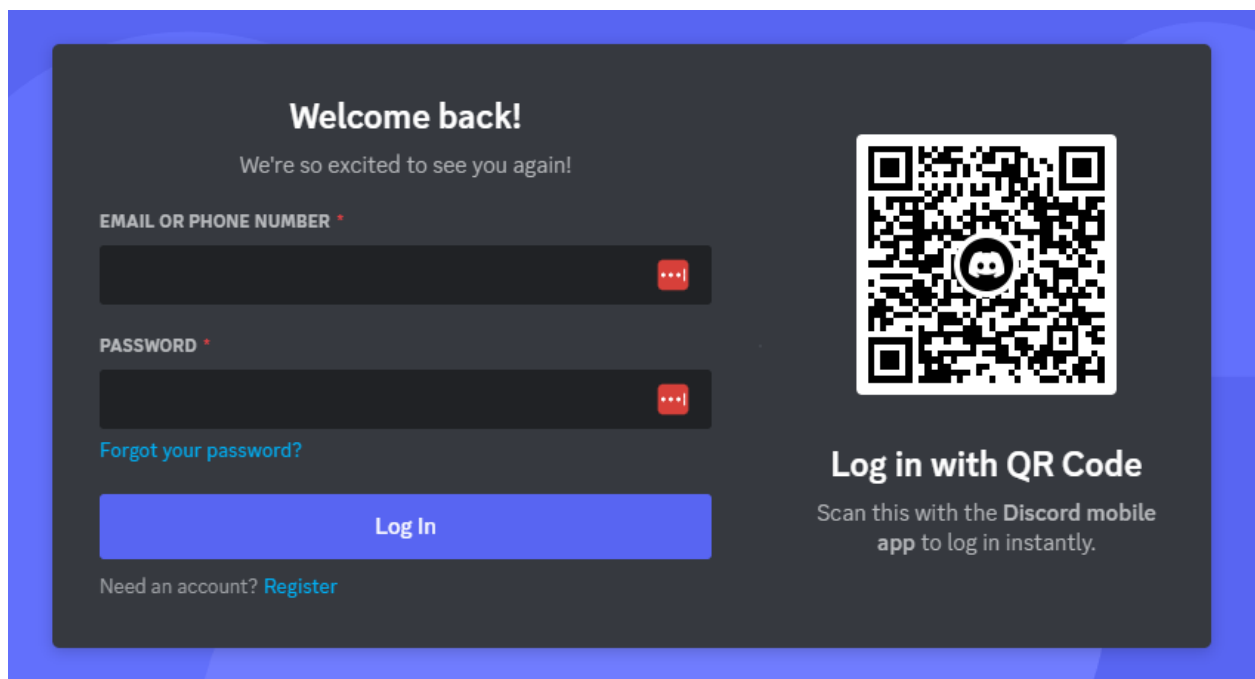 Welcome back!
We're so excited to see you again!
EMAIL OR PHONE NUMBER *
PASSWORD *
Forgot your password?
Log In
Need an account? Register
Log in with QR Code
Scan this with the Discord mobile
app to log in instantly.